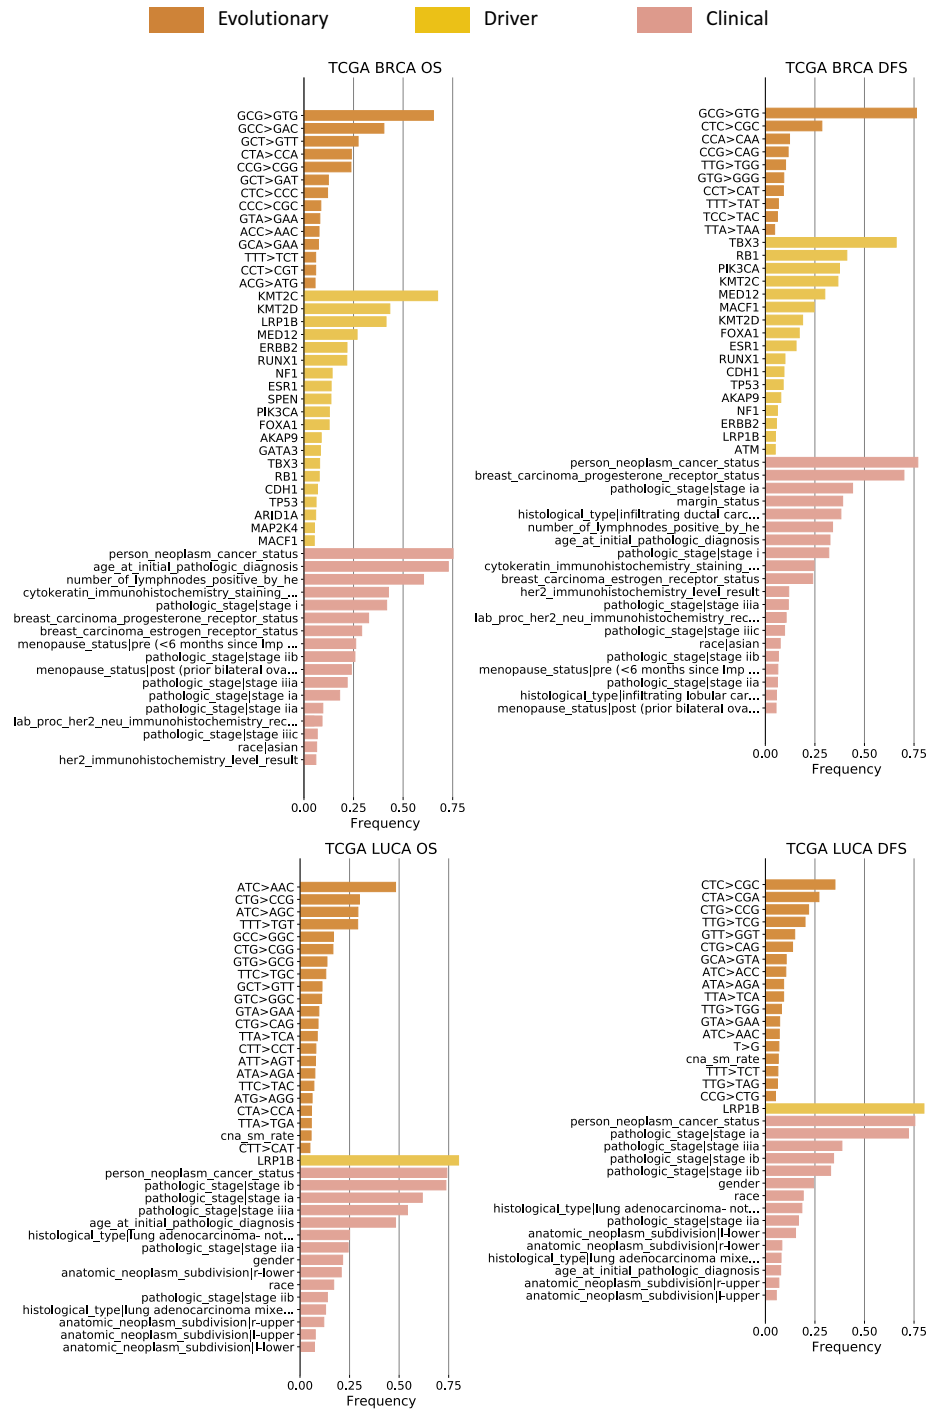 Evolutionary
Driver
Clinical
TCGA BRCA OS
GCG>GTG
GCC>GAC
GCT>GTT
CTA>CCA
CCG>CGG
GCT>GAT
CTC>CCC
CCC>CGC
GTA>GAA
ACC>AAC
GCA>GAA
TTT>TCT
CCT>CGT
ACG>ATG
KMT2C
KMT2D
LRP1B
MED12
ERBB2
RUNX1
NF1
ESR1
SPEN
PIK3CA
FOXA1
AKAP9
GATA3
TBX3
RB1
CDH1
TP53
ARID1A
MAP2K4
MACF1
person_neoplasm_cancer_status
age_at_initial_pathologic_diagnosis
number_of_lymphnodes_positive_by_he
cytokeratin_immunohistochemistry_staining_...
pathologic_stage|stage i
breast_carcinoma_progesterone_receptor_status
breast_carcinoma_estrogen_receptor_status
menopause_status|pre (<6 months since lmp ...
pathologic_stage|stage iib
menopause_status|post (prior bilateral ova...
pathologic_stage|stage iiia
pathologic_stage|stage ia
pathologic_stage|stage iia
lab_proc_her2_neu_immunohistochemistry_rec...
pathologic_stage|stage iiic
race|asian
her2_immunohistochemistry_level_result
0.00 0.25 0.50 0.75
Frequency
TCGA BRCA DFS
GCG>GTG
CTC>CGC
CCA>CAA
CCG>CAG
TTG>TGG
GTG>GGG
CCT>CAT
TTT>TAT
TCC>TAC
TTA>TAA
TBX3
RB1
PIK3CA
KMT2C
MED12
MACF1
KMT2D
FOXA1
ESR1
RUNX1
CDH1
TP53
AKAP9
NF1
ERBB2
LRP1B
ATM
person_neoplasm_cancer_status
breast_carcinoma_progesterone_receptor_status
pathologic_stage|stage ia
margin_status
histological_type|infiltrating ductal carc...
number_of_lymphnodes_positive_by_he
age_at_initial_pathologic_diagnosis
pathologic_stage|stage i
cytokeratin_immunohistochemistry_staining_...
breast_carcinoma_estrogen_receptor_status
her2_immunohistochemistry_level_result
pathologic_stage|stage iiia
lab_proc_her2_neu_immunohistochemistry_rec...
pathologic_stage|stage iiic
race|asian
pathologic_stage|stage iib
menopause_status|pre (<6 months since lmp ...
pathologic_stage|stage iia
histological_type|infiltrating lobular car...
menopause_status|post (prior bilateral ova...
0.00 0.25 0.50 0.75
Frequency
TCGA LUCA OS
ATC>AAC
CTG>CCG
ATC>AGC
TTT>TGT
GCC>GGC
CTG>CGG
GTG>GCG
TTC>TGC
GCT>GTT
GTC>GGC
GTA>GAA
CTG>CAG
TTA>TCA
CTT>CCT
ATT>AGT
ATA>AGA
TTC>TAC
ATG>AGG
CTA>CCA
TTA>TGA
cna_sm_rate
CTT>CAT
LRP1B
person_neoplasm_cancer_status
pathologic_stage|stage ib
pathologic_stage|stage ia
pathologic_stage|stage iiia
age_at_initial_pathologic_diagnosis
histological_type|lung adenocarcinoma- not...
pathologic_stage|stage iia
gender
anatomic_neoplasm_subdivision|r-lower
race
pathologic_stage|stage iib
histological_type|lung adenocarcinoma mixe...
anatomic_neoplasm_subdivision|r-upper
anatomic_neoplasm_subdivision|l-upper
anatomic_neoplasm_subdivision|l-lower
0.00 0.25 0.50 0.75
Frequency
TCGA LUCA DFS
CTC>CGC
CTA>CGA
CTG>CCG
TTG>TCG
GTT>GGT
CTG>CAG
GCA>GTA
ATC>ACC
ATA>AGA
TTA>TCA
TTG>TGG
GTA>GAA
ATC>AAC
T>G
cna_sm_rate
TTT>TCT
TTG>TAG
CCG>CTG
LRP1B
person_neoplasm_cancer_status
pathologic_stage|stage ia
pathologic_stage|stage iiia
pathologic_stage|stage ib
pathologic_stage|stage iib
gender
race
histological_type|lung adenocarcinoma- not...
pathologic_stage|stage iia
anatomic_neoplasm_subdivision|l-lower
anatomic_neoplasm_subdivision|r-lower
histological_type|lung adenocarcinoma mixe...
age_at_initial_pathologic_diagnosis
anatomic_neoplasm_subdivision|r-upper
anatomic_neoplasm_subdivision|l-upper
0.00 0.25 0.50 0.75
Frequency